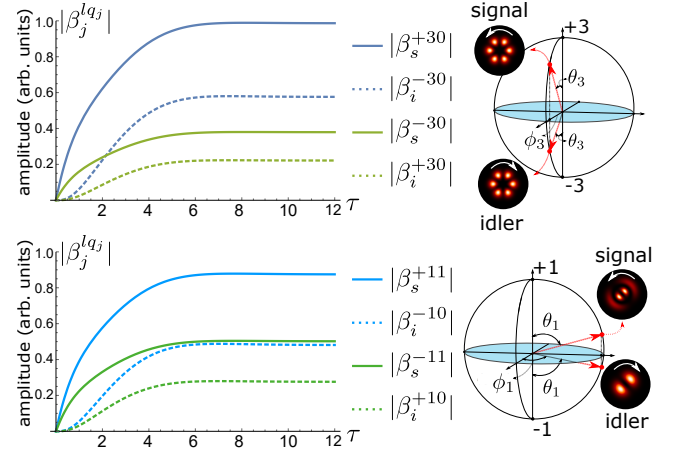 |β_j^{lq_j}|
amplitude (arb. units)
1.0
0.8
0.6
0.4
0.2
2 4 6 8 10 12 τ
|β_s^{+30}|
|β_i^{-30}|
|β_s^{-30}|
|β_i^{+30}|
signal
+3
θ_3
ϕ_3
θ_3
-3
idler
|β_j^{lq_j}|
amplitude (arb. units)
1.0
0.8
0.6
0.4
0.2
0
2 4 6 8 10 12 τ
|β_s^{+11}|
|β_i^{-10}|
|β_s^{-11}|
|β_i^{+10}|
+1
signal
θ_1
ϕ_1
θ_1
-1
idler